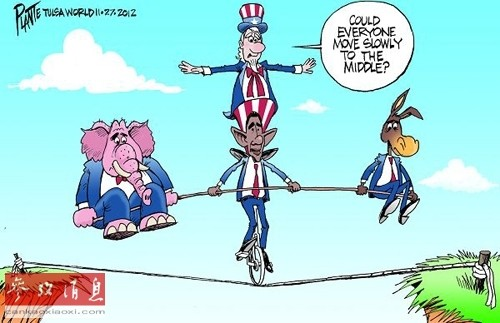 PLANTE TULSA WORLD 11·27·2012
COULD
EVERYONE
MOVE SLOWLY
TO THE
MIDDLE?
参考消息
cankaoxiaoxi.com